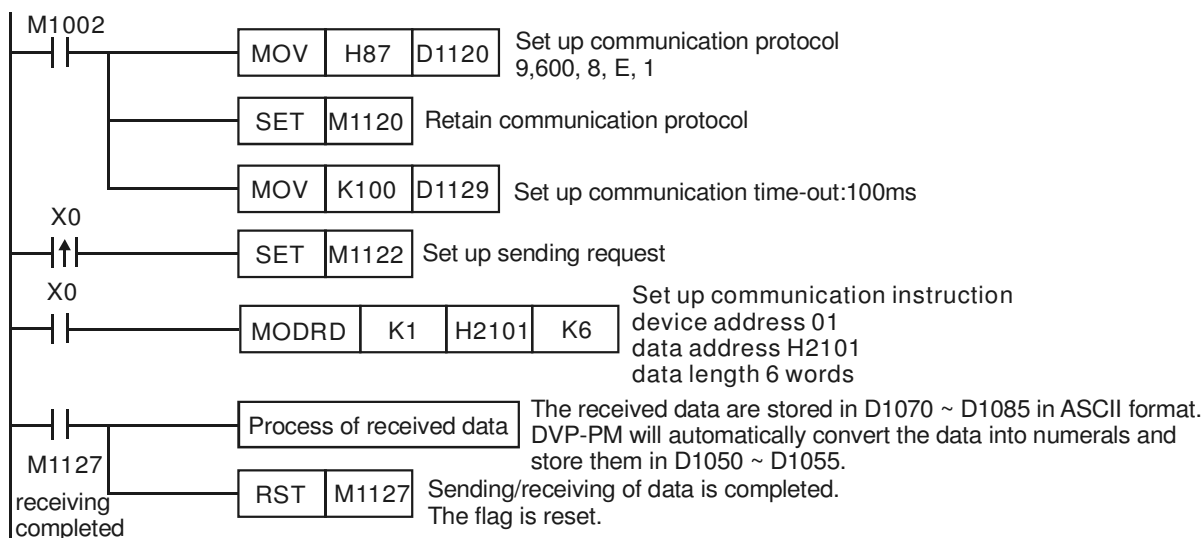 M1002
MOV H87 D1120 Set up communication protocol
9,600, 8, E, 1
SET M1120 Retain communication protocol
MOV K100 D1129 Set up communication time-out:100ms
X0
SET M1122 Set up sending request
X0
MODRD K1 H2101 K6
Set up communication instruction
device address 01
data address H2101
data length 6 words
Process of received data
The received data are stored in D1070 ~ D1085 in ASCII format.
DVP-PM will automatically convert the data into numerals and
store them in D1050 ~ D1055.
M1127
receiving
completed
RST M1127
Sending/receiving of data is completed.
The flag is reset.